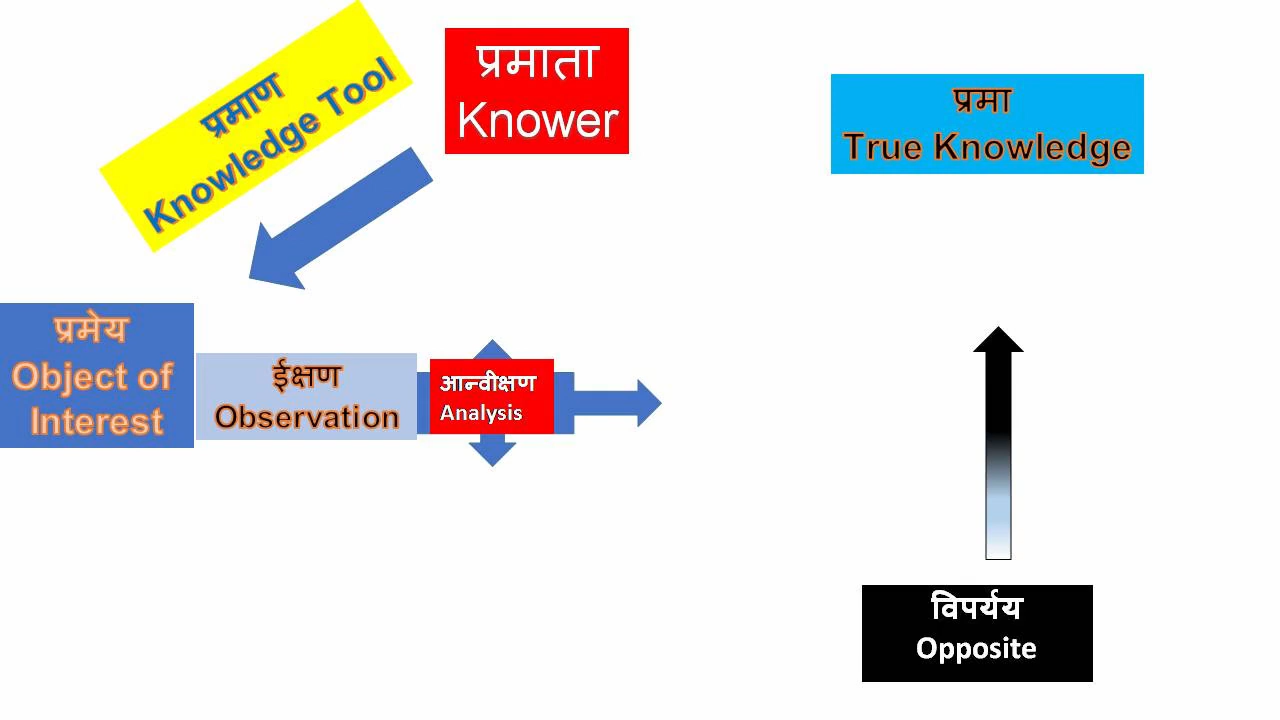 प्रमाण
Knowledge Tool
प्रमाता
Knower
प्रमा
True Knowledge
प्रमेय
Object of
Interest
ईक्षण
Observation
आन्वीक्षण
Analysis
विपर्यय
Opposite